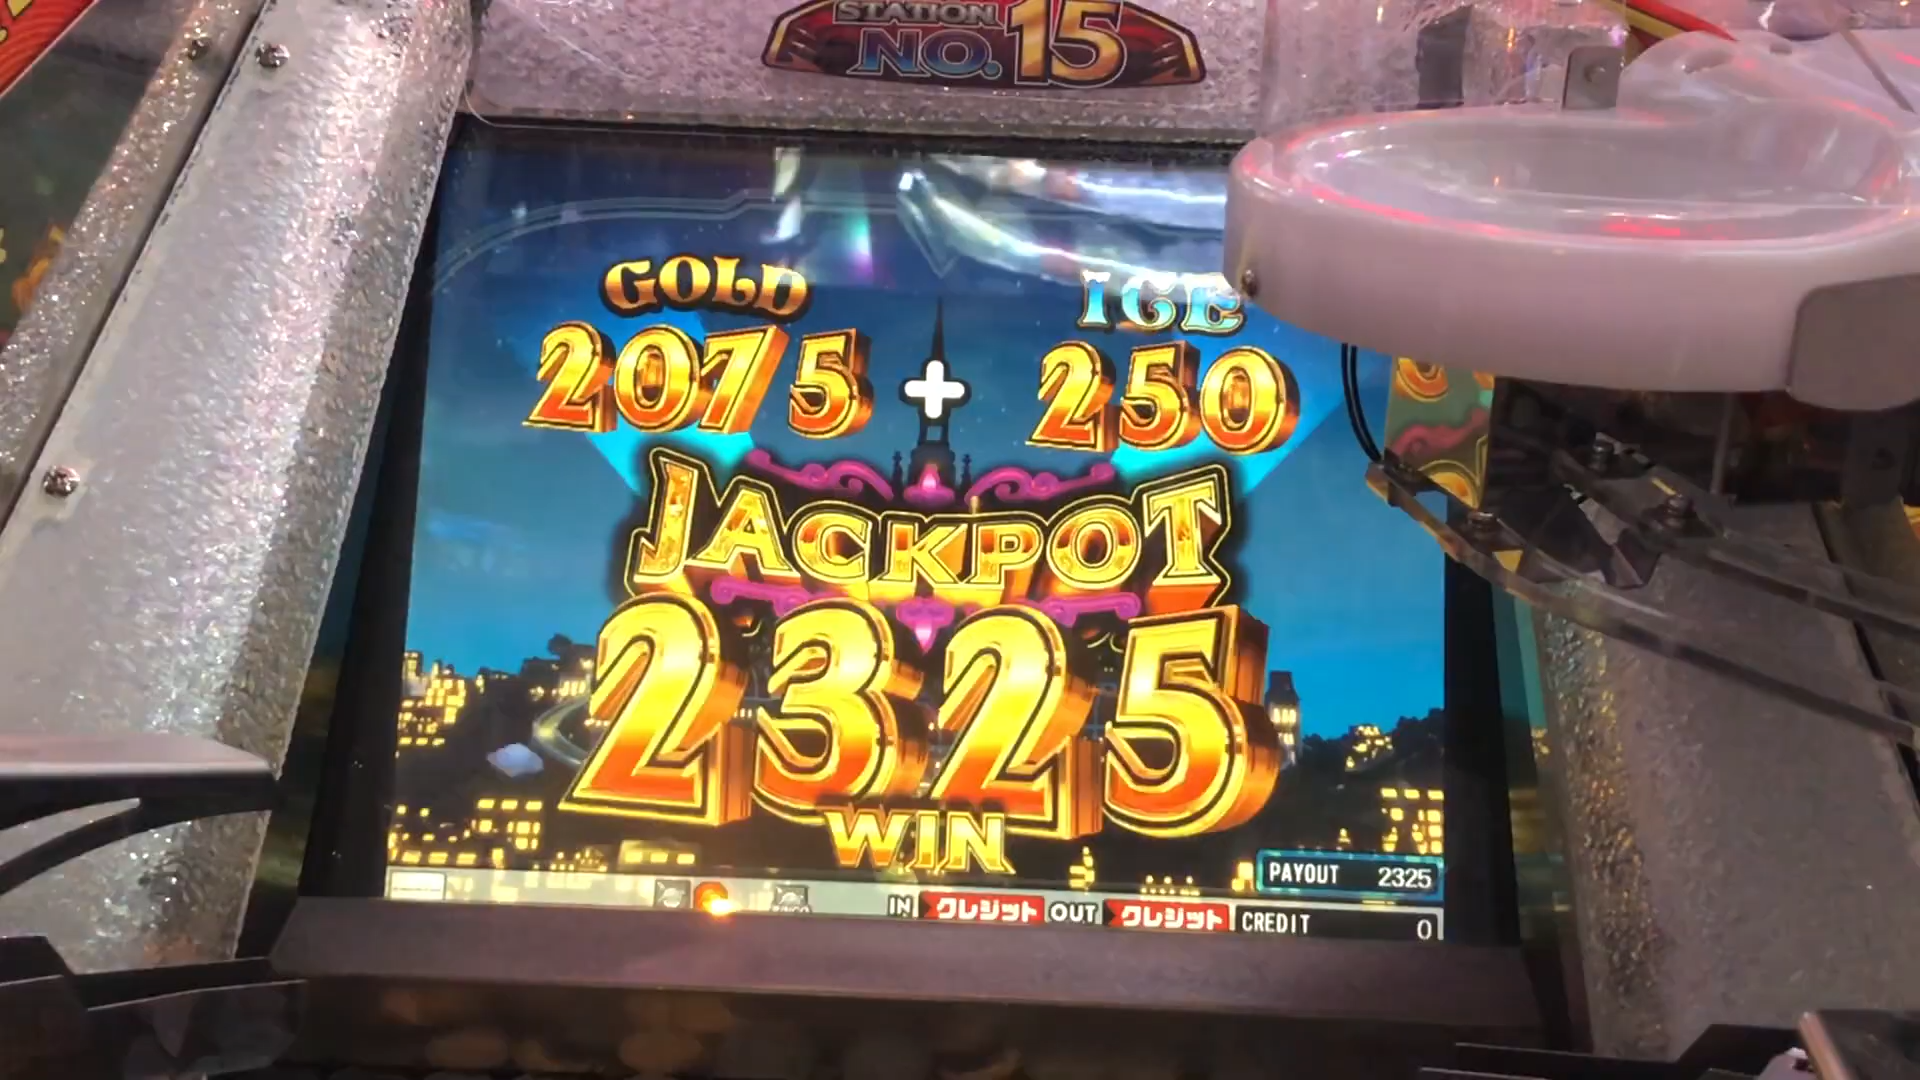 STATION
NO.15
GOLD ICE
2075 + 250
JACKPOT
2325
WIN
PAYOUT 2325
IN クレジット OUT クレジット CREDIT 0